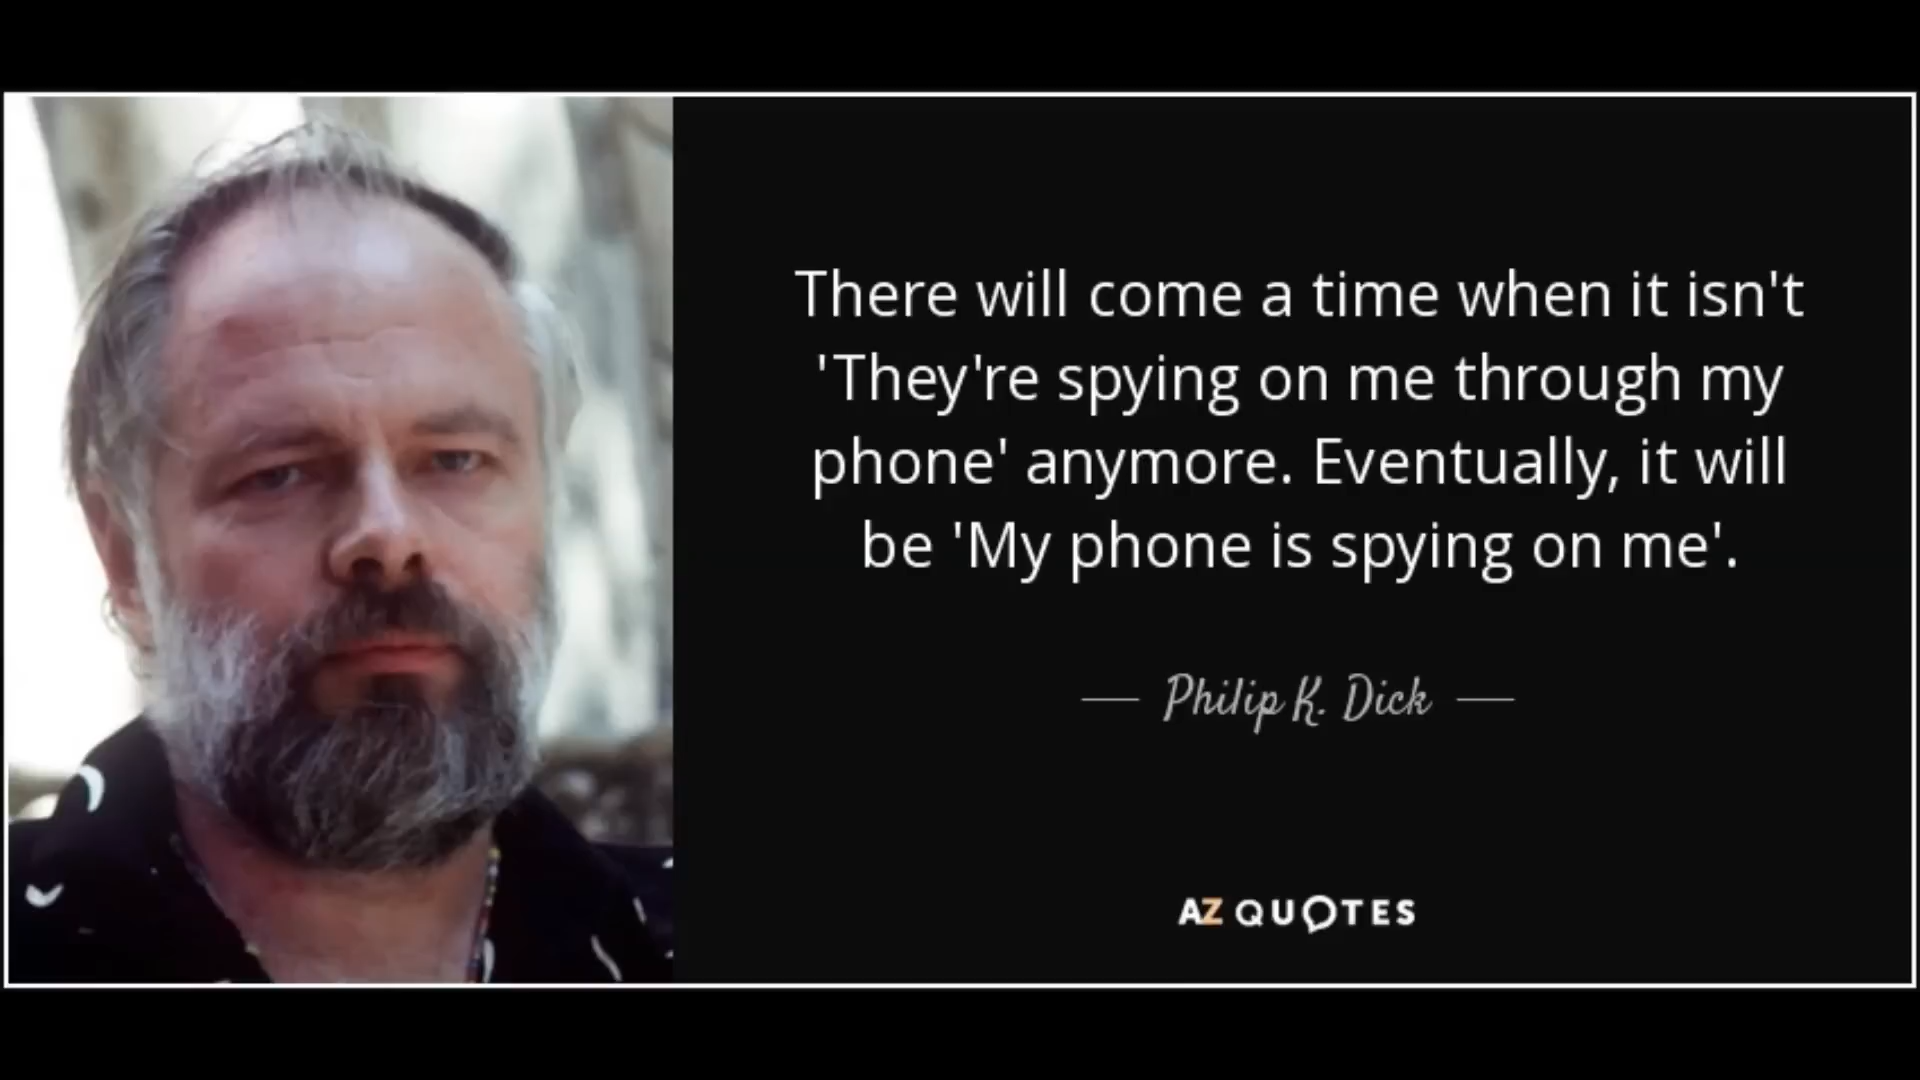 There will come a time when it isn't
'They're spying on me through my
phone' anymore. Eventually, it will
be 'My phone is spying on me'.
Philip K. Dick
AZ QUOTES